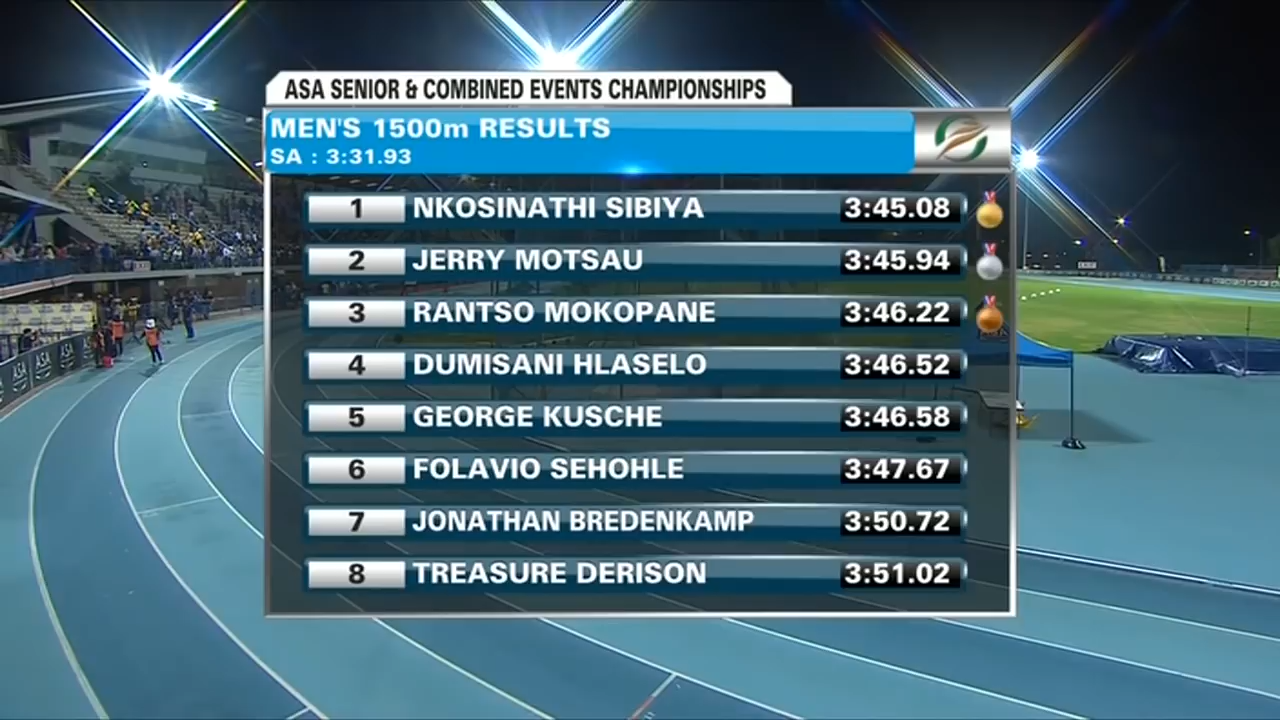 ASA SENIOR & COMBINED EVENTS CHAMPIONSHIPS
MEN'S 1500m RESULTS
SA : 3:31.93
1 NKOSINATHI SIBIYA 3:45.08
2 JERRY MOTSAU 3:45.94
3 RANTSO MOKOPANE 3:46.22
4 DUMISANI HLASELO 3:46.52
5 GEORGE KUSCHE 3:46.58
6 FOLAVIO SEHOHLE 3:47.67
7 JONATHAN BREDENKAMP 3:50.72
8 TREASURE DERISON 3:51.02
ASA ASA ASA